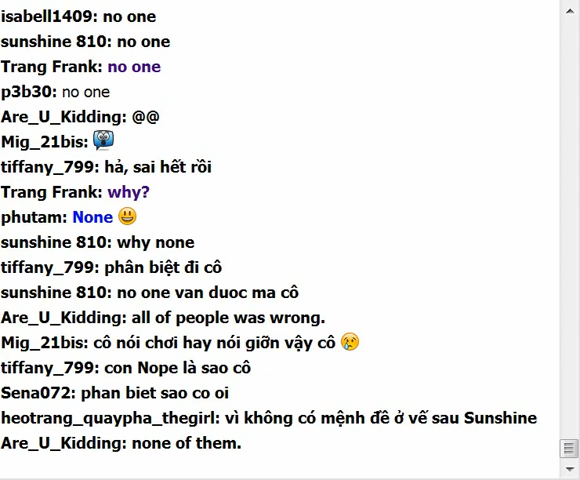 isabell1409: no one
sunshine 810: no one
Trang Frank: no one
p3b30: no one
Are_U_Kidding: @@
Mig_21bis:
tiffany_799: hả, sai hết rồi
Trang Frank: why?
phutam: None
sunshine 810: why none
tiffany_799: phân biệt đi cô
sunshine 810: no one van duoc ma cô
Are_U_Kidding: all of people was wrong.
Mig_21bis: cô nói chơi hay nói giỡn vậy cô
tiffany_799: con Nope là sao cô
Sena072: phan biet sao co oi
heotrang_quaypha_thegirl: vì không có mệnh đề ở vế sau Sunshine
Are_U_Kidding: none of them.